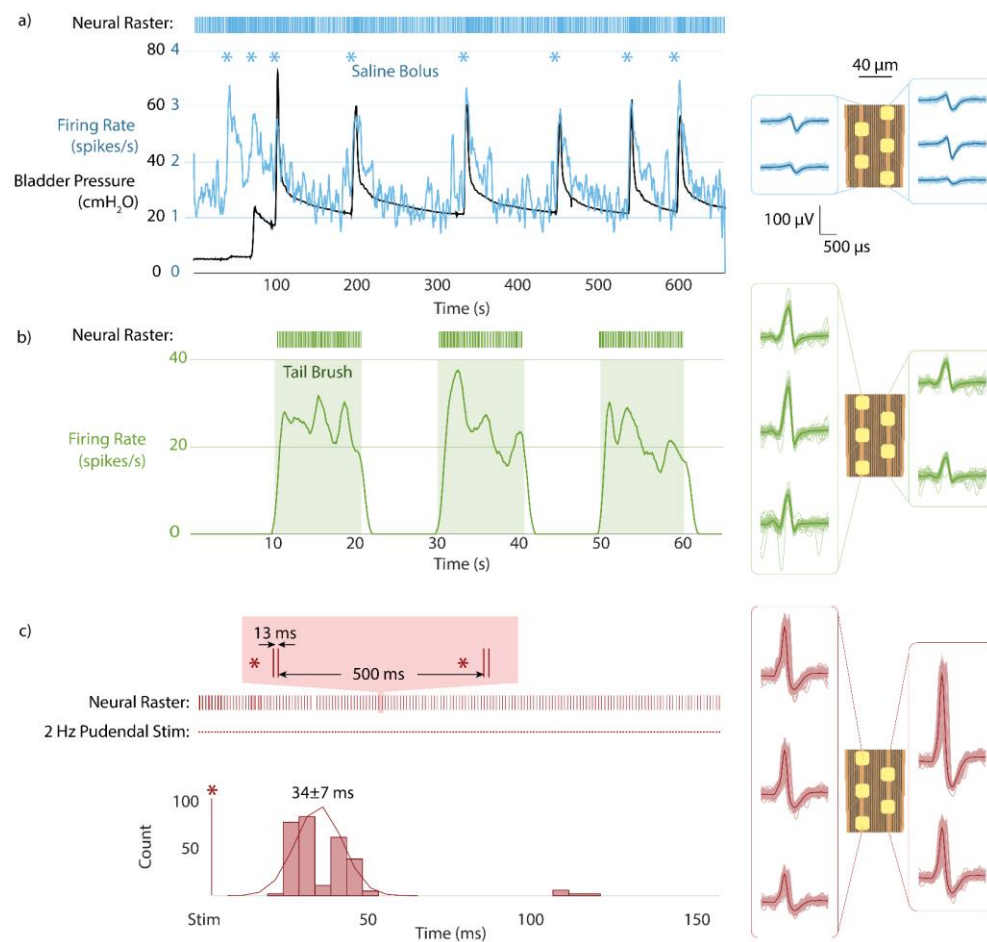 a)
Neural Raster:
80 4
* * * * * * * *
Saline Bolus
60 3
Firing Rate
(spikes/s)
40 2
Bladder Pressure
(cmH₂O)
20 1
0 0
100 200 300 400 500 600
Time (s)
40 µm
100 µV
500 µs
b)
Neural Raster:
40
Tail Brush
Firing Rate
(spikes/s)
20
0
10 20 30 40 50 60
Time (s)
c)
13 ms
* *
500 ms
Neural Raster:
2 Hz Pudendal Stim:
*
34±7 ms
100
Count
50
Stim 50 100 150
Time (ms)